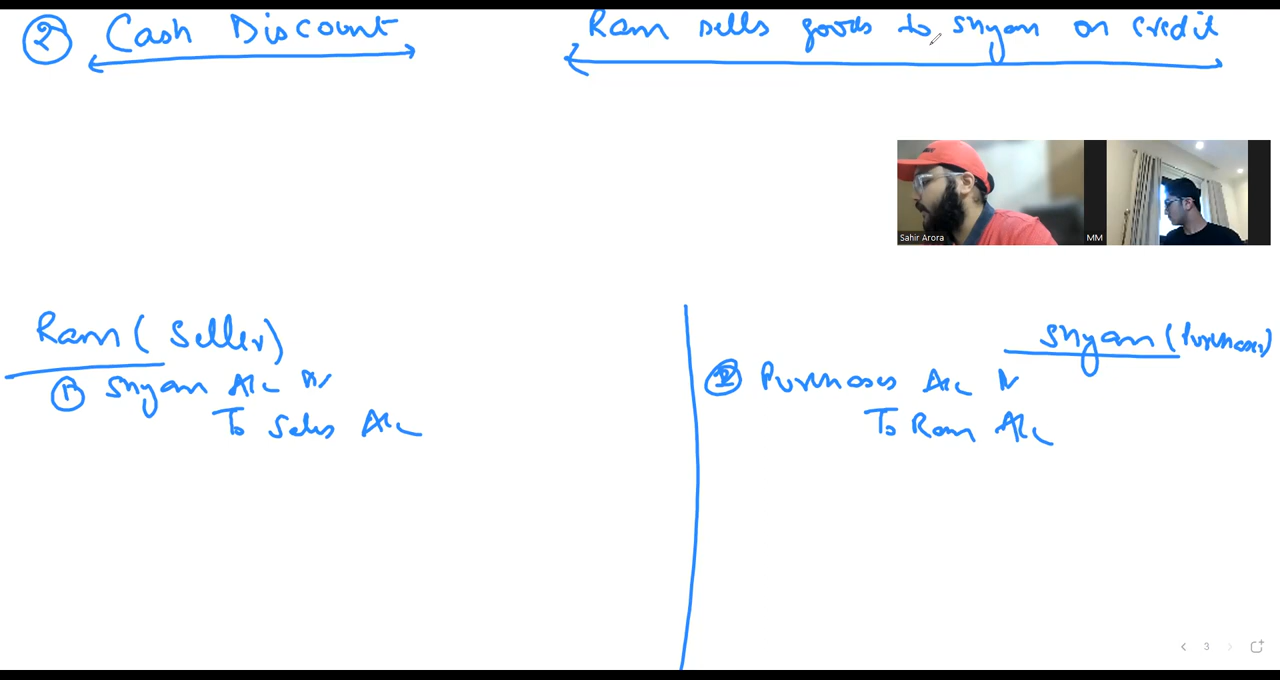 ② Cash Discount
Ram sells goods to shyam on credit
Sahir Arora
MM
Ram (Seller)
① Shyam A/c Dr
To Sales A/c
Shyam (Purchaser)
① Purchases A/c Dr
To Ram A/c
3